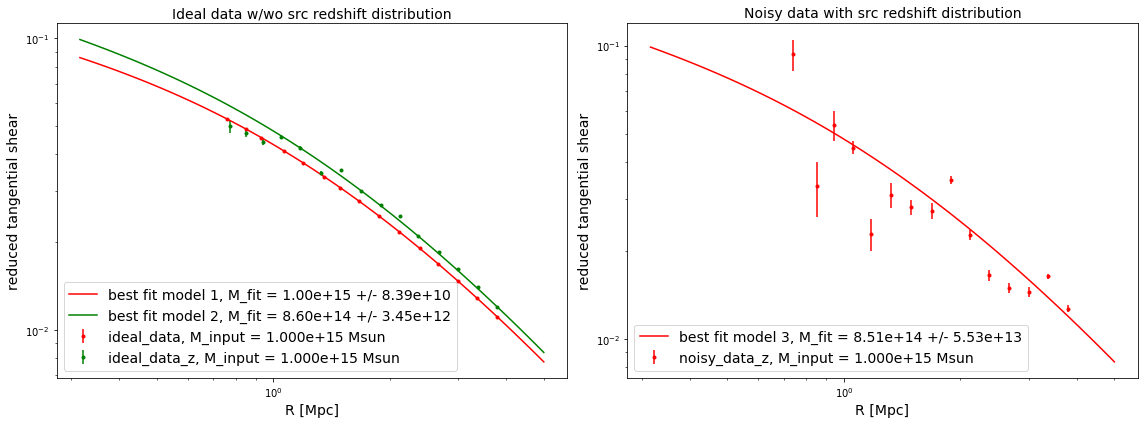 Ideal data w/wo src redshift distribution
reduced tangential shear
10⁻¹
10⁻²
best fit model 1, M_fit = 1.00e+15 +/- 8.39e+10
best fit model 2, M_fit = 8.60e+14 +/- 3.45e+12
ideal_data, M_input = 1.000e+15 Msun
ideal_data_z, M_input = 1.000e+15 Msun
10⁰
R [Mpc]
Noisy data with src redshift distribution
reduced tangential shear
10⁻¹
10⁻²
best fit model 3, M_fit = 8.51e+14 +/- 5.53e+13
noisy_data_z, M_input = 1.000e+15 Msun
10⁰
R [Mpc]